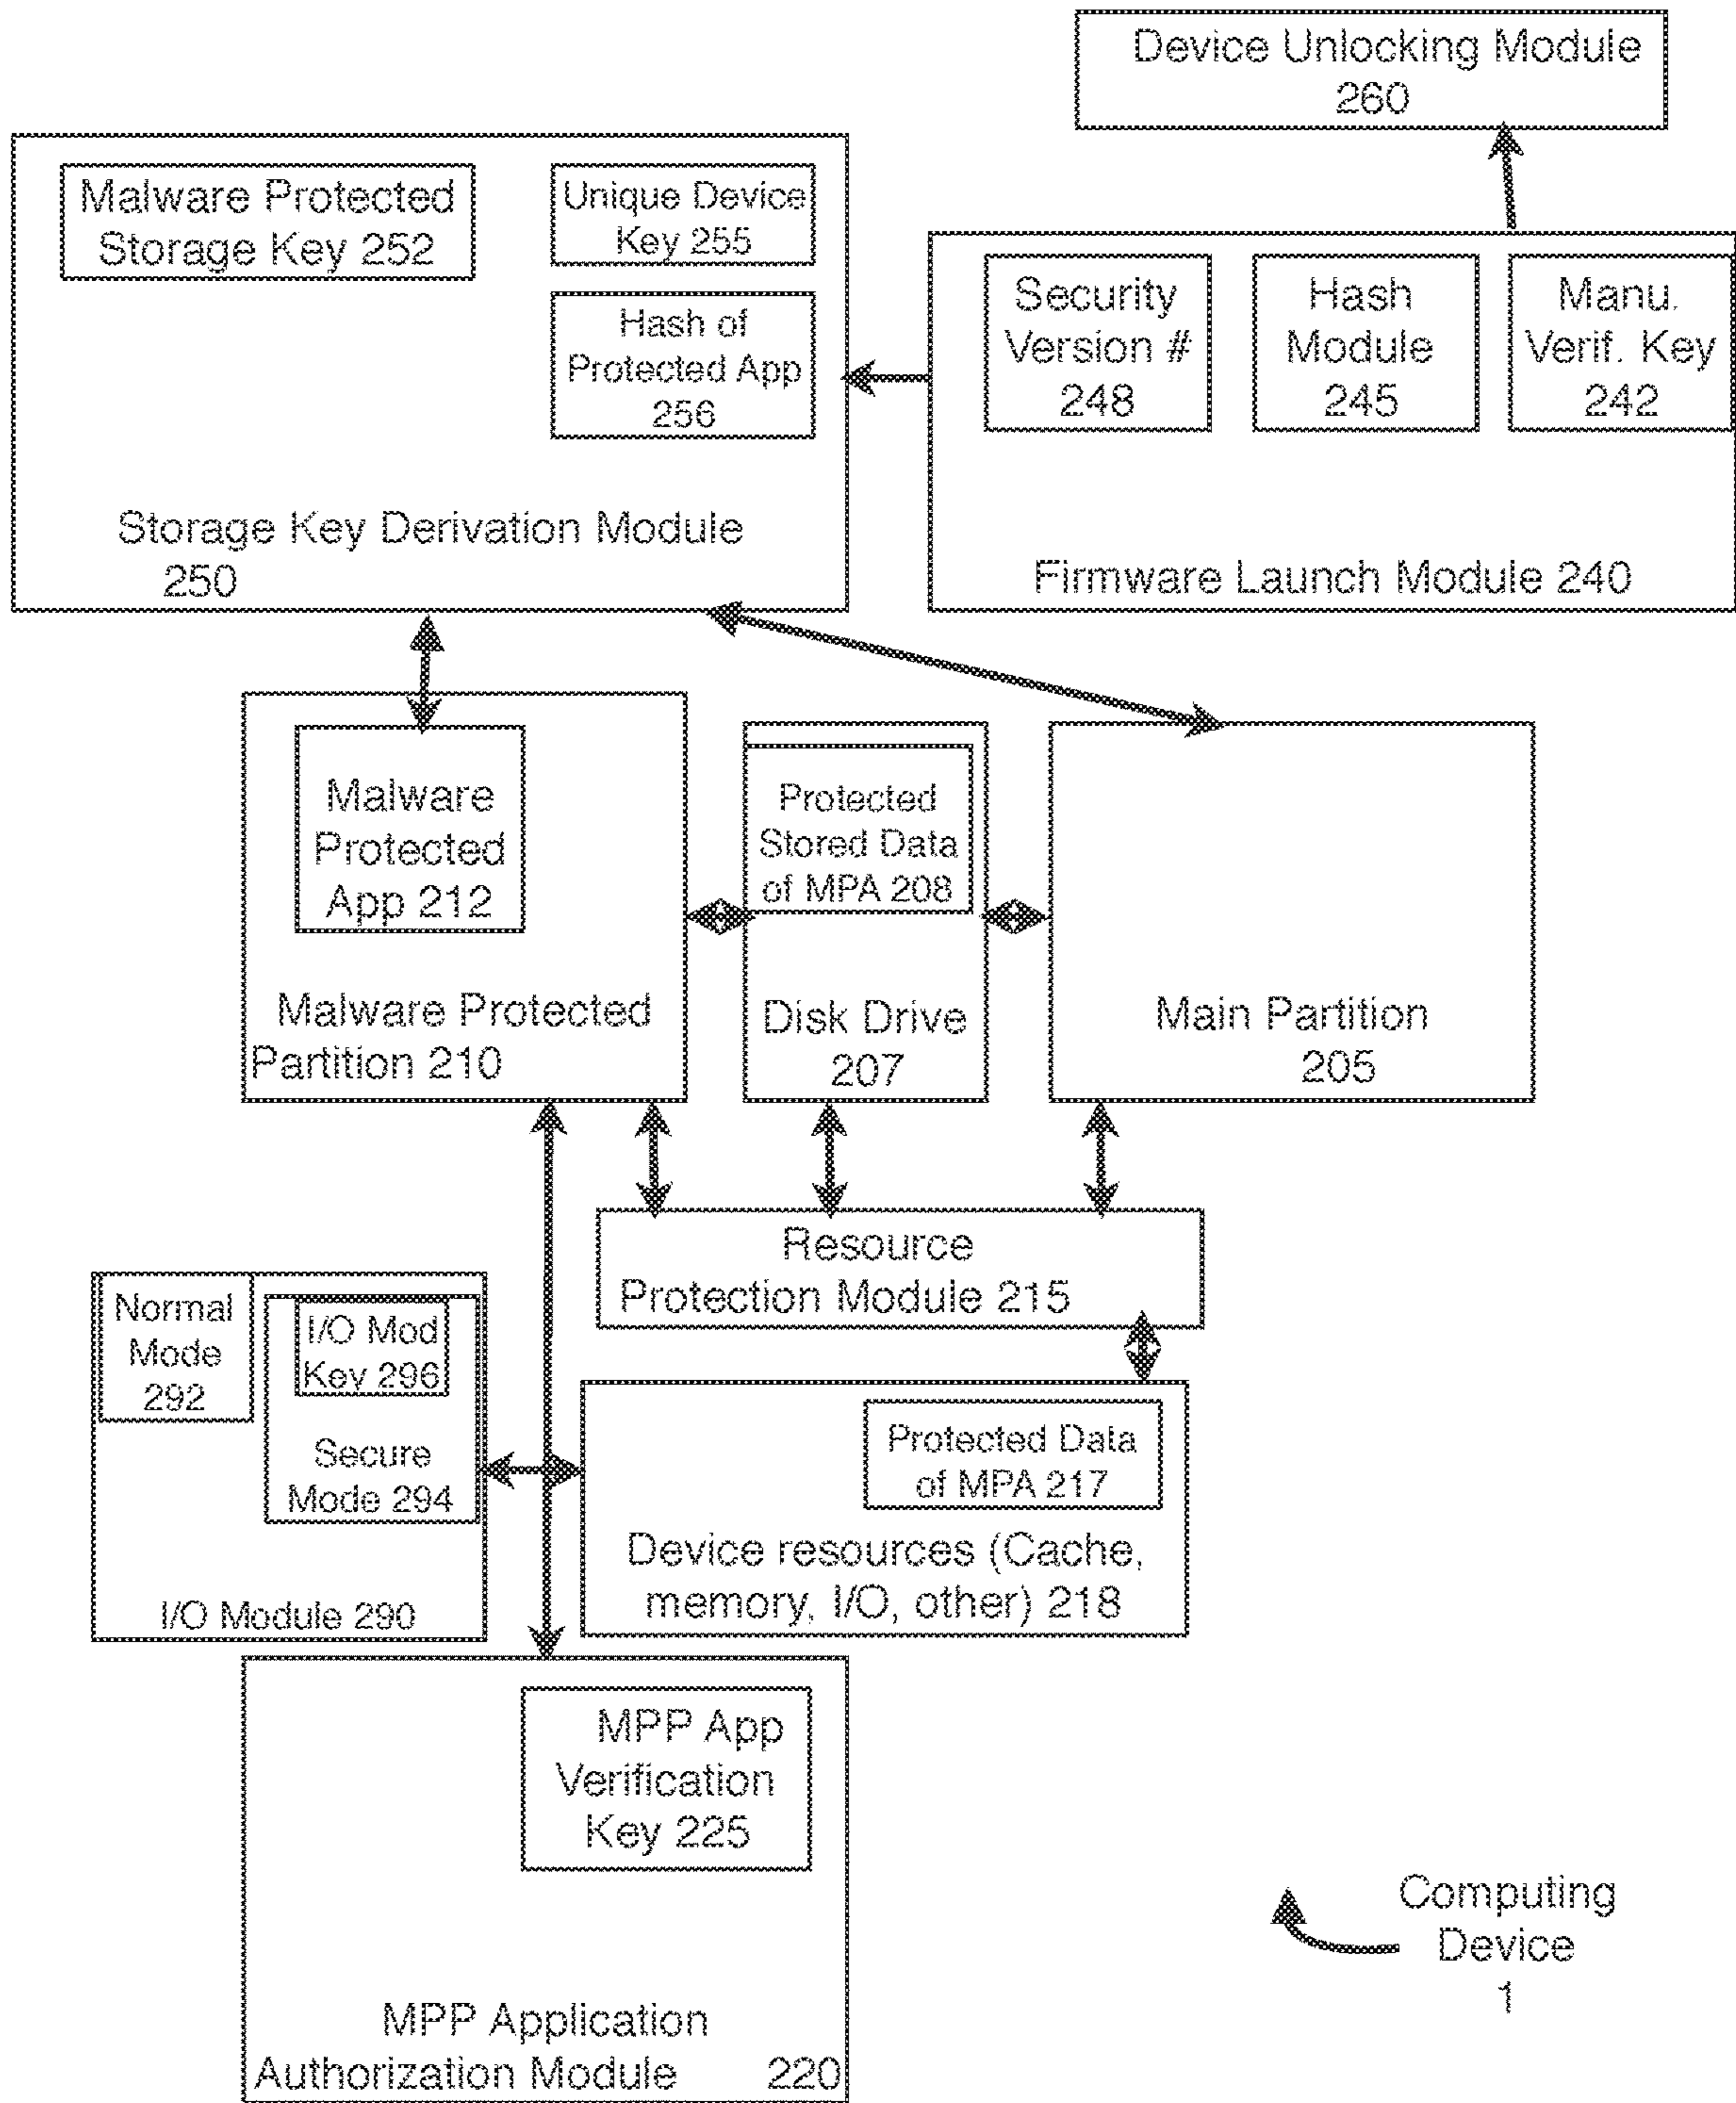 Device Unlocking Module
260
Malware Protected
Storage Key 252
Unique Device
Key 255
Hash of
Protected App
256
Storage Key Derivation Module
250
Security
Version #
248
Hash
Module
245
Manu.
Verif. Key
242
Firmware Launch Module 240
Malware
Protected
App 212
Malware Protected
Partition 210
Protected
Stored Data
of MPA 208
Disk Drive
207
Main Partition
205
Resource
Protection Module 215
Normal
Mode
292
I/O Mod
Key 296
Secure
Mode 294
I/O Module 290
Protected Data
of MPA 217
Device resources (Cache,
memory, I/O, other) 218
MPP App
Verification
Key 225
MPP Application
Authorization Module 220
Computing
Device
1